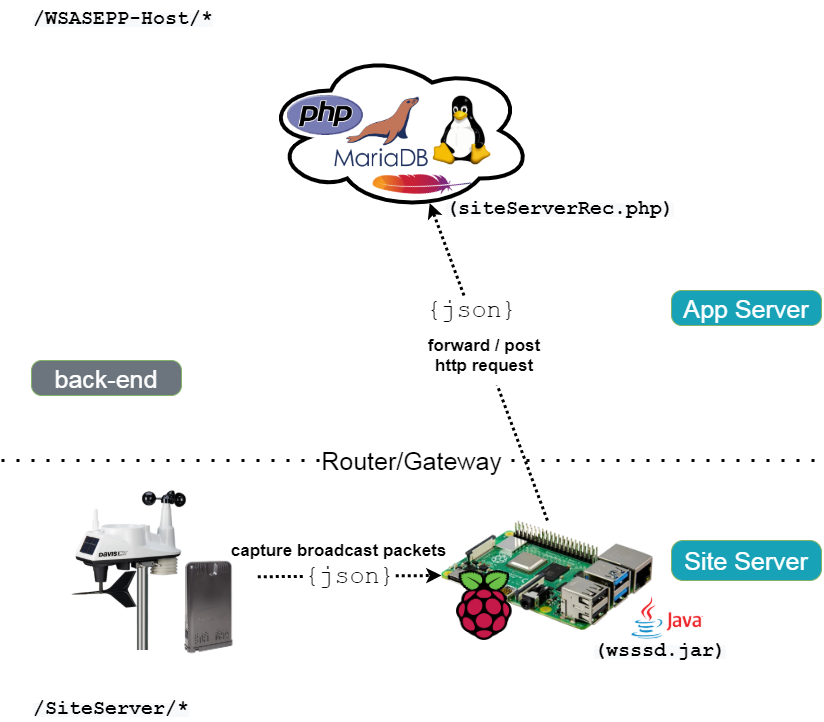 /WSASEPP-Host/*
php
MariaDB
(siteServerRec.php)
{json}
App Server
forward / post
http request
back-end
Router/Gateway
DAVIS
capture broadcast packets
{json}
Site Server
Java
(wsssd.jar)
/SiteServer/*